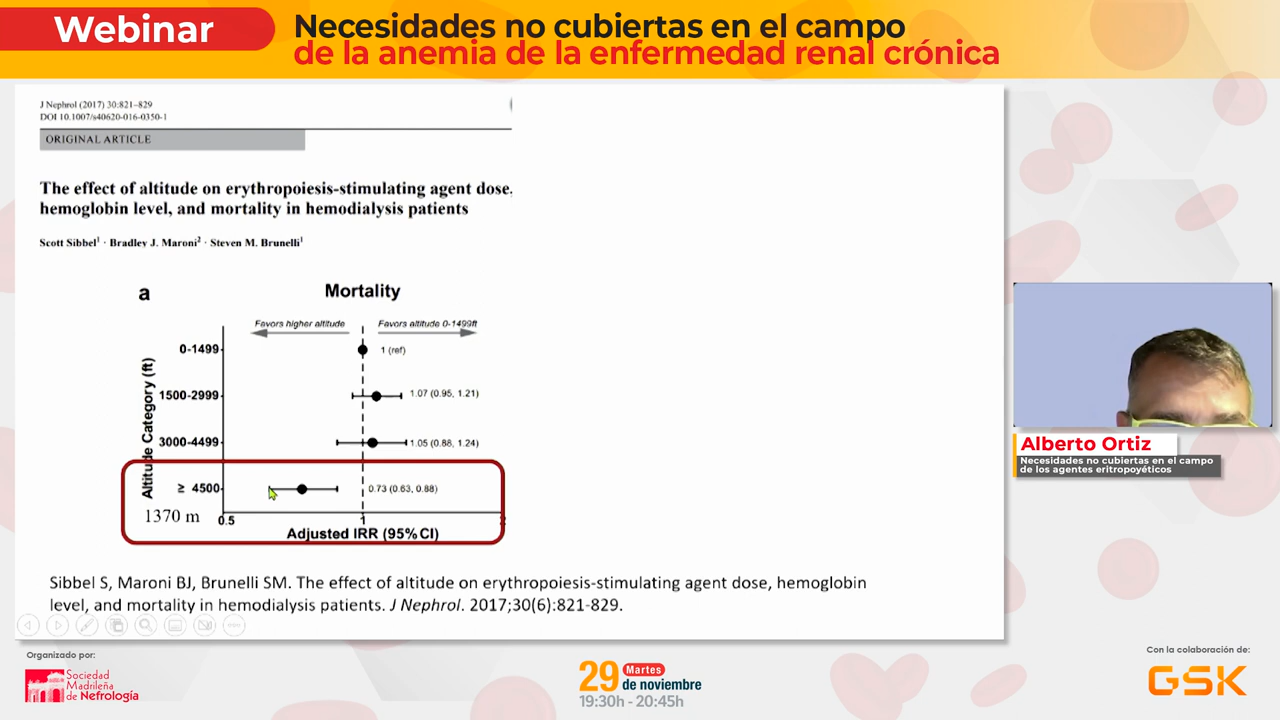 Webinar
Necesidades no cubiertas en el campo
de la anemia de la enfermedad renal crónica
J Nephrol (2017) 30:821–829
DOI 10.1007/s40620-016-0350-1
ORIGINAL ARTICLE
The effect of altitude on erythropoiesis-stimulating agent dose,
hemoglobin level, and mortality in hemodialysis patients
Scott Sibbel1 · Bradley J. Maroni2 · Steven M. Brunelli1
a
Mortality
Favors higher altitude
Favors altitude 0-1499ft
Altitude Category (ft)
0-1499
1 (ref)
1500-2999
1.07 (0.95, 1.21)
3000-4499
1.05 (0.88, 1.24)
≥ 4500
0.73 (0.63, 0.88)
1370 m
0.5
1
Adjusted IRR (95% CI)
Sibbel S, Maroni BJ, Brunelli SM. The effect of altitude on erythropoiesis-stimulating agent dose, hemoglobin
level, and mortality in hemodialysis patients. J Nephrol. 2017;30(6):821-829.
Alberto Ortiz
Necesidades no cubiertas en el campo
de los agentes eritropoyéticos
Organizado por:
Sociedad
Madrileña
de Nefrología
29
Martes
de noviembre
19:30h - 20:45h
Con la colaboración de:
GSK